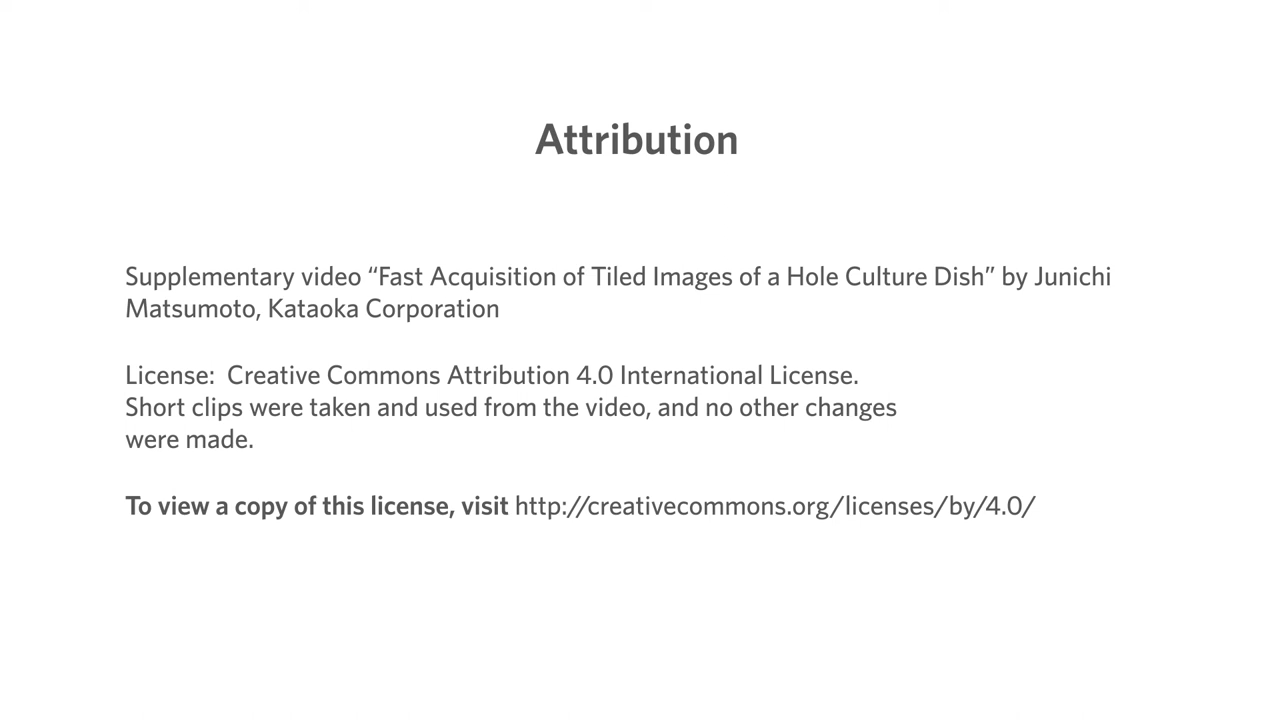 Attribution
Supplementary video “Fast Acquisition of Tiled Images of a Hole Culture Dish” by Junichi
Matsumoto, Kataoka Corporation
License:  Creative Commons Attribution 4.0 International License.
Short clips were taken and used from the video, and no other changes
were made.
To view a copy of this license, visit http://creativecommons.org/licenses/by/4.0/